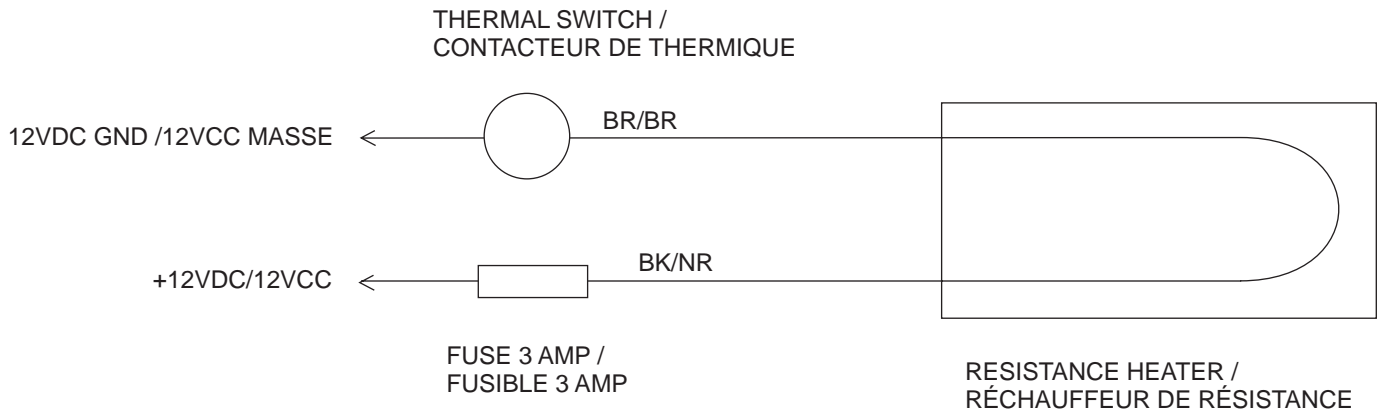 THERMAL SWITCH /
CONTACTEUR DE THERMIQUE
12VDC GND /12VCC MASSE
BR/BR
+12VDC/12VCC
BK/NR
FUSE 3 AMP /
FUSIBLE 3 AMP
RESISTANCE HEATER /
RÉCHAUFFEUR DE RÉSISTANCE